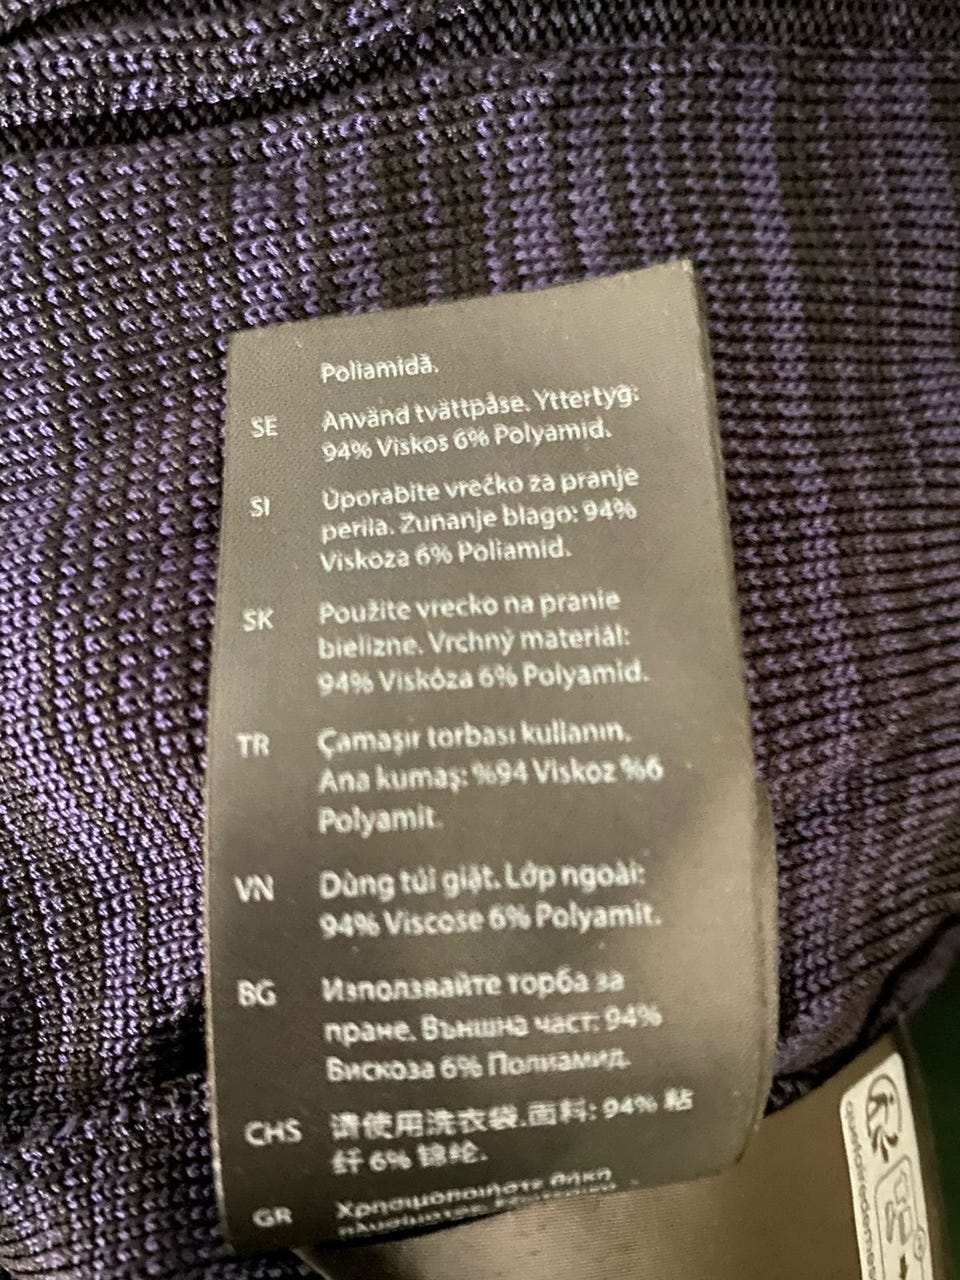 Poliamidă.
SE Använd tvättpåse. Yttertyg:
94% Viskos 6% Polyamid.
SI Uporabite vrečko za pranje
perila. Zunanje blago: 94%
Viskoza 6% Poliamid.
SK Použite vrecko na pranie
bielizne. Vrchný materiál:
94% Viskóza 6% Polyamid.
TR Çamaşır torbası kullanın.
Ana kumaş: %94 Viskoz %6
Polyamit.
VN Dùng túi giặt. Lớp ngoài:
94% Viscose 6% Polyamit.
BG Използвайте торба за
пране. Външна част: 94%
Вискоза 6% Полиамид.
CHS 请使用洗衣袋.面料: 94% 粘
纤 6% 锦纶.
GR Χρησιμοποιήστε θήκη